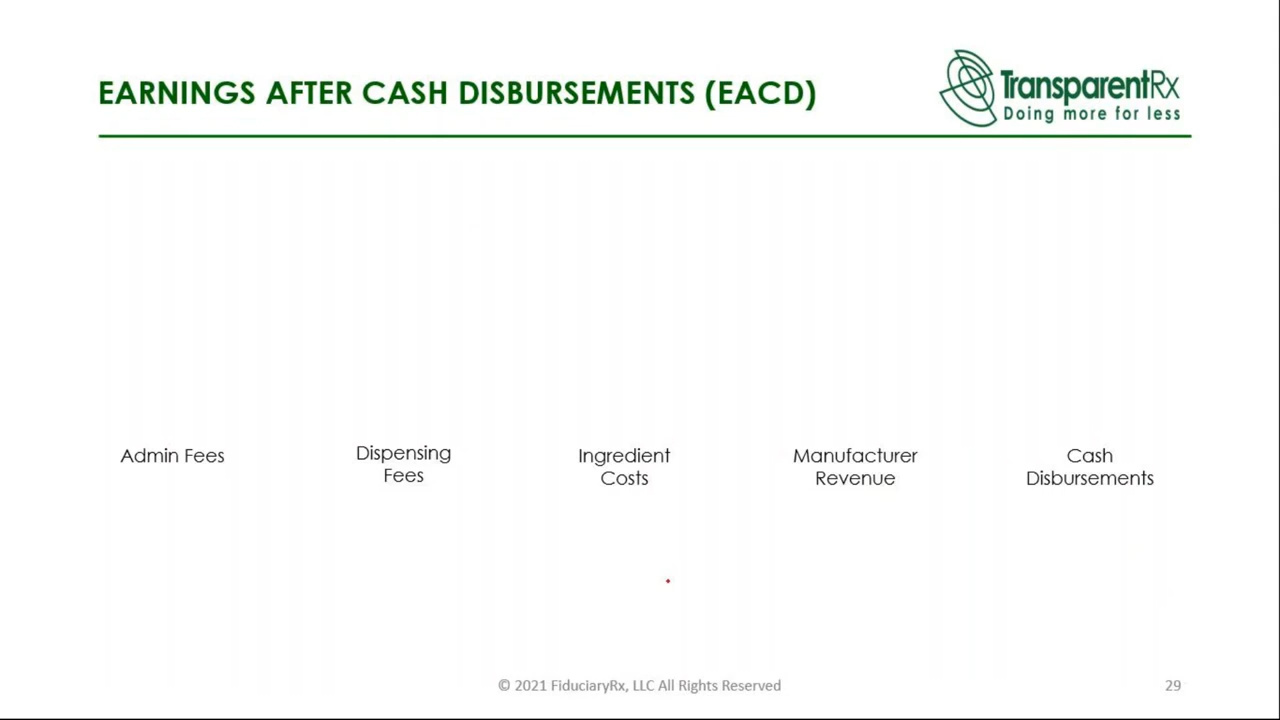 EARNINGS AFTER CASH DISBURSEMENTS (EACD)
TransparentRx
Doing more for less
Admin Fees
Dispensing
Fees
Ingredient
Costs
Manufacturer
Revenue
Cash
Disbursements
© 2021 FiduciaryRx, LLC All Rights Reserved
29